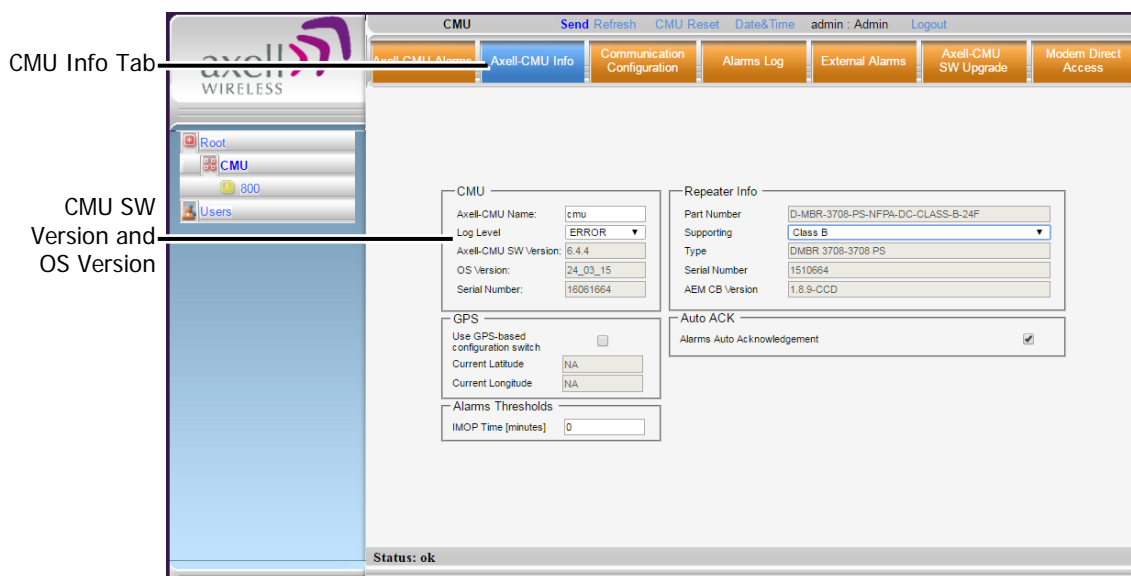 CMU Send Refresh CMU Reset Date&Time admin : Admin Logout
CMU Info Tab
axell
WIRELESS
Axell-CMU Alarms
Axell-CMU Info
Communication
Configuration
Alarms Log
External Alarms
Axell-CMU
SW Upgrade
Modem Direct
Access
Root
CMU
800
Users
CMU SW
Version and
OS Version
CMU
Axell-CMU Name: cmu
Log Level ERROR
Axell-CMU SW Version: 6.4.4
OS Version: 24_03_15
Serial Number: 16061664
Repeater Info
Part Number D-MBR-3708-PS-NFPA-DC-CLASS-B-24F
Supporting Class B
Type DMBR 3708-3708 PS
Serial Number 1510664
AEM CB Version 1.8.9-CCD
GPS
Use GPS-based
configuration switch
Current Latitude NA
Current Longitude NA
Auto ACK
Alarms Auto Acknowledgement
Alarms Thresholds
IMOP Time [minutes] 0
Status: ok